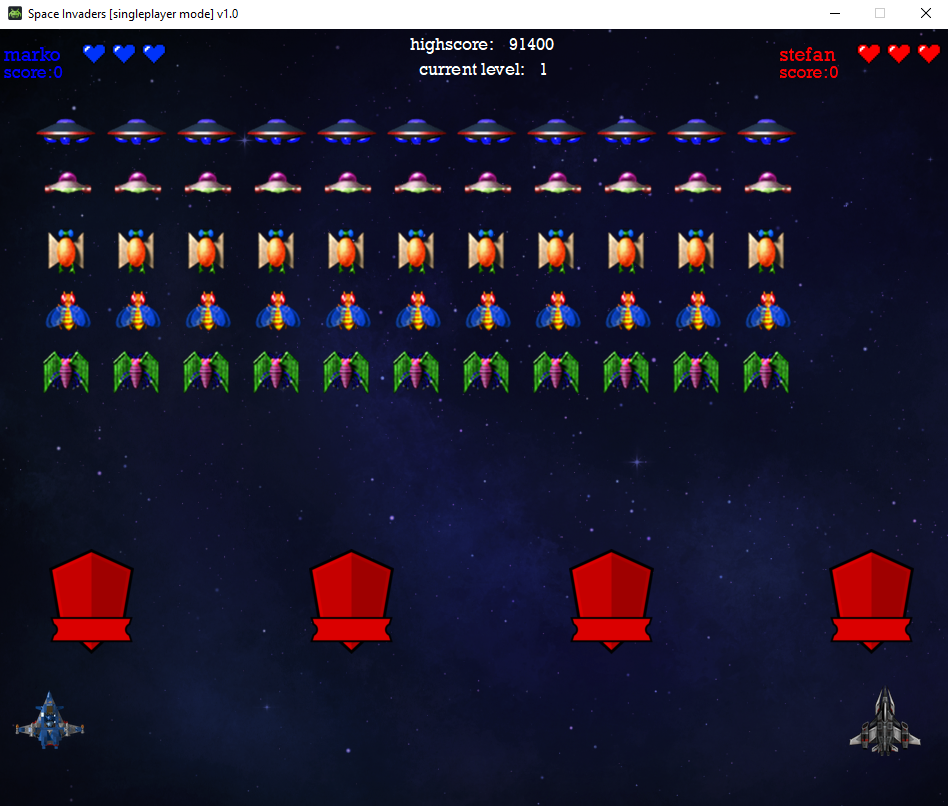 Space Invaders [singleplayer mode] v1.0
marko
score:0
highscore: 91400
current level: 1
stefan
score:0